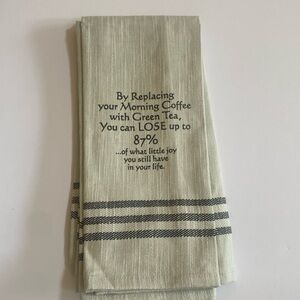 By Replacing
your Morning Coffee
with Green Tea,
You can LOSE up to
87%
...of what little joy
you still have
in your life.